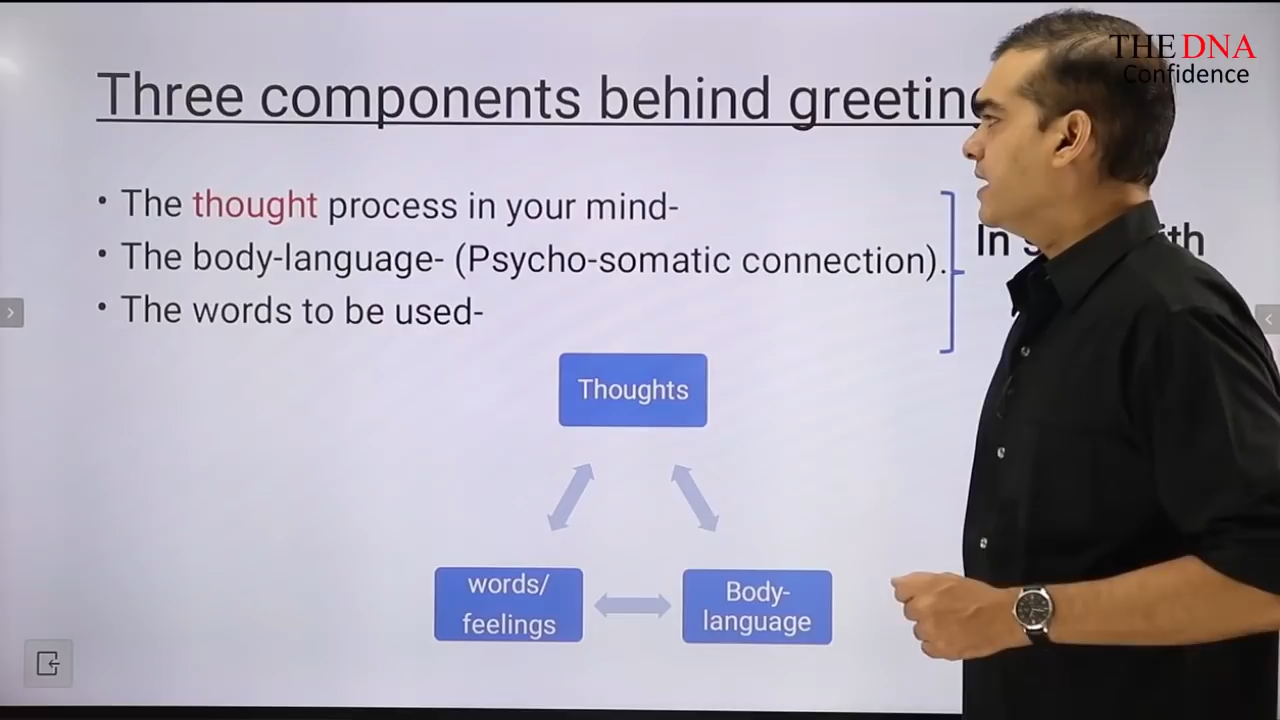 THE DNA
Confidence
Three components behind
• The thought process in your mind-
• The body-language- (Psycho-somatic connection).
• The words to be used-
In
Thoughts
words/
feelings
Body-
language